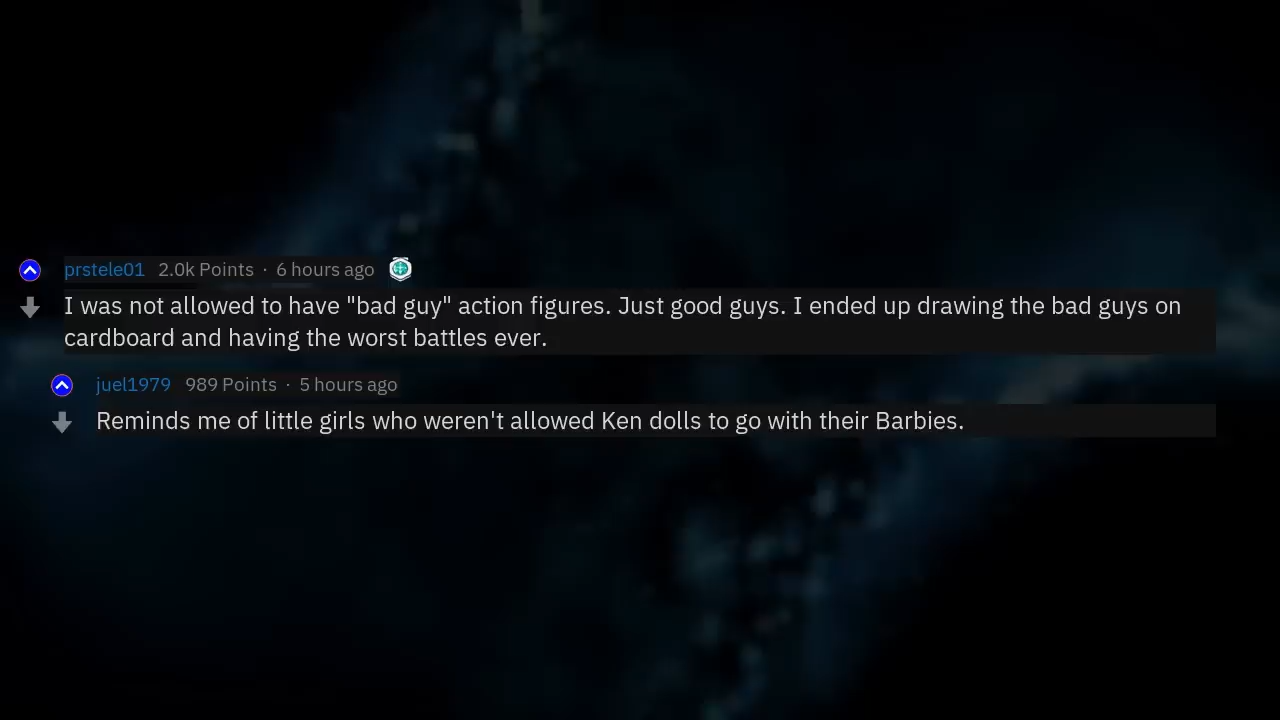 prstele01 2.0k Points · 6 hours ago
I was not allowed to have "bad guy" action figures. Just good guys. I ended up drawing the bad guys on
cardboard and having the worst battles ever.
juel1979 989 Points · 5 hours ago
Reminds me of little girls who weren't allowed Ken dolls to go with their Barbies.